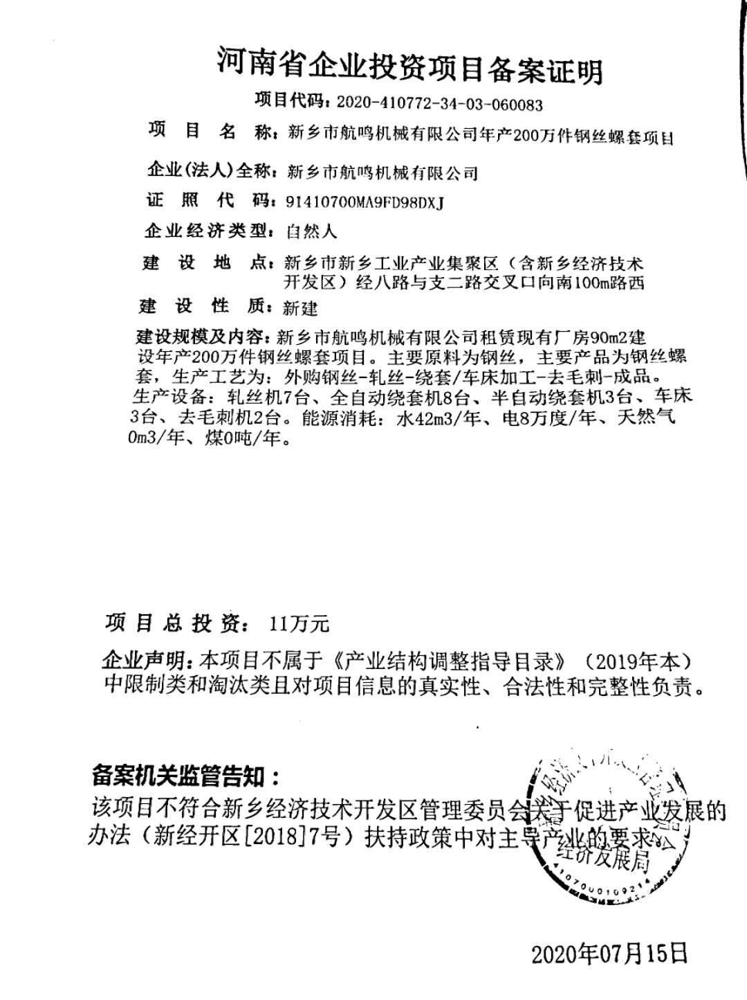 河南省企业投资项目备案证明
项目代码：2020-410772-34-03-060083
项目名称：新乡市航鸣机械有限公司年产200万件钢丝螺套项目
企业(法人)全称：新乡市航鸣机械有限公司
证照代码：91410700MA9FD98DXJ
企业经济类型：自然人
建设地点：新乡市新乡工业产业集聚区（含新乡经济技术
开发区）经八路与支二路交叉口向南100m路西
建设性质：新建
建设规模及内容：新乡市航鸣机械有限公司租赁现有厂房90m2建
设年产200万件钢丝螺套项目。主要原料为钢丝，主要产品为钢丝螺
套，生产工艺为：外购钢丝-轧丝-绕套/车床加工-去毛刺-成品。
生产设备：轧丝机7台、全自动绕套机8台、半自动绕套机3台、车床
3台、去毛刺机2台。能源消耗：水42m3/年、电8万度/年、天然气
0m3/年、煤0吨/年。
项目总投资：11万元
企业声明：本项目不属于《产业结构调整指导目录》（2019年本）
中限制类和淘汰类且对项目信息的真实性、合法性和完整性负责。
备案机关监管告知：
该项目不符合新乡经济技术开发区管理委员会关于促进产业发展的
办法（新经开区[2018]7号）扶持政策中对主导产业的要求。
经济发展局
4107000109214
2020年07月15日